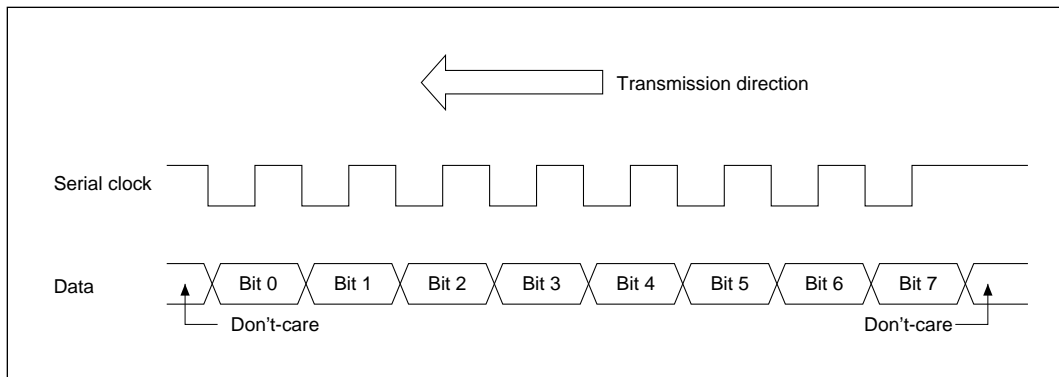 Transmission direction
Serial clock
Data
Bit 0 Bit 1 Bit 2 Bit 3 Bit 4 Bit 5 Bit 6 Bit 7
Don't-care Don't-care